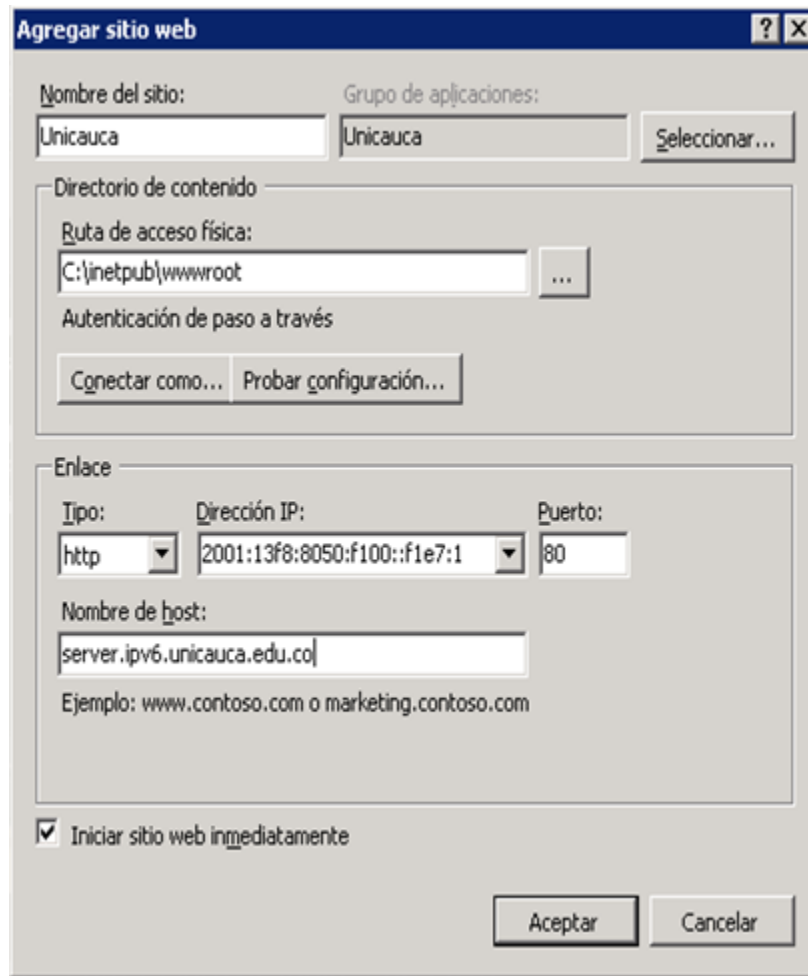 Agregar sitio web
Nombre del sitio: Grupo de aplicaciones:
Unicauca Unicauca Seleccionar...
Directorio de contenido
Ruta de acceso física:
C:\inetpub\wwwroot ...
Autenticación de paso a través
Conectar como... Probar configuración...
Enlace
Tipo: Dirección IP: Puerto:
http 2001:13f8:8050:f100::f1e7:1 80
Nombre de host:
server.ipv6.unicauca.edu.co
Ejemplo: www.contoso.com o marketing.contoso.com
Iniciar sitio web inmediatamente
Aceptar Cancelar